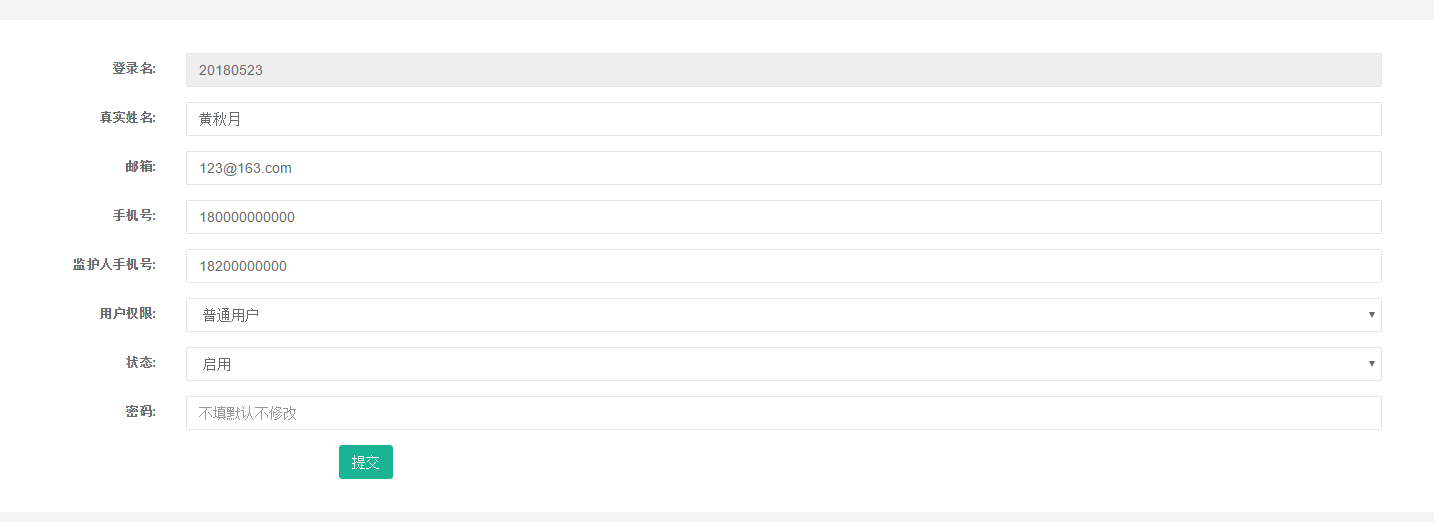 登录名: 20180523
真实姓名: 黄秋月
邮箱: 123@163.com
手机号: 180000000000
监护人手机号: 18200000000
用户权限: 普通用户
状态: 启用
密码: 不填默认不修改
提交